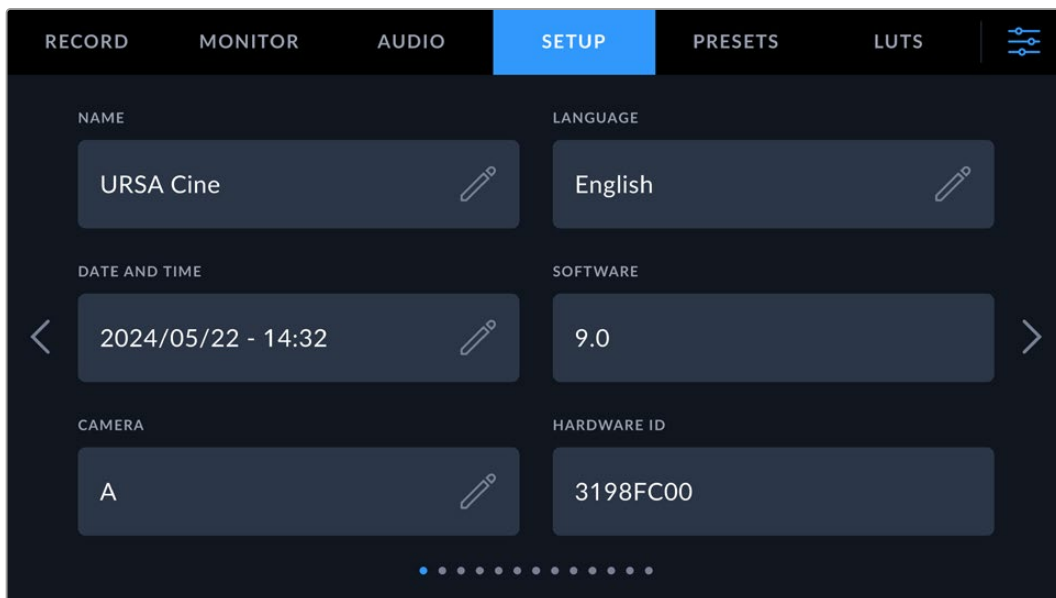 RECORD MONITOR AUDIO SETUP PRESETS LUTS
NAME LANGUAGE
URSA Cine English
DATE AND TIME SOFTWARE
2024/05/22 - 14:32 9.0
CAMERA HARDWARE ID
A 3198FC00